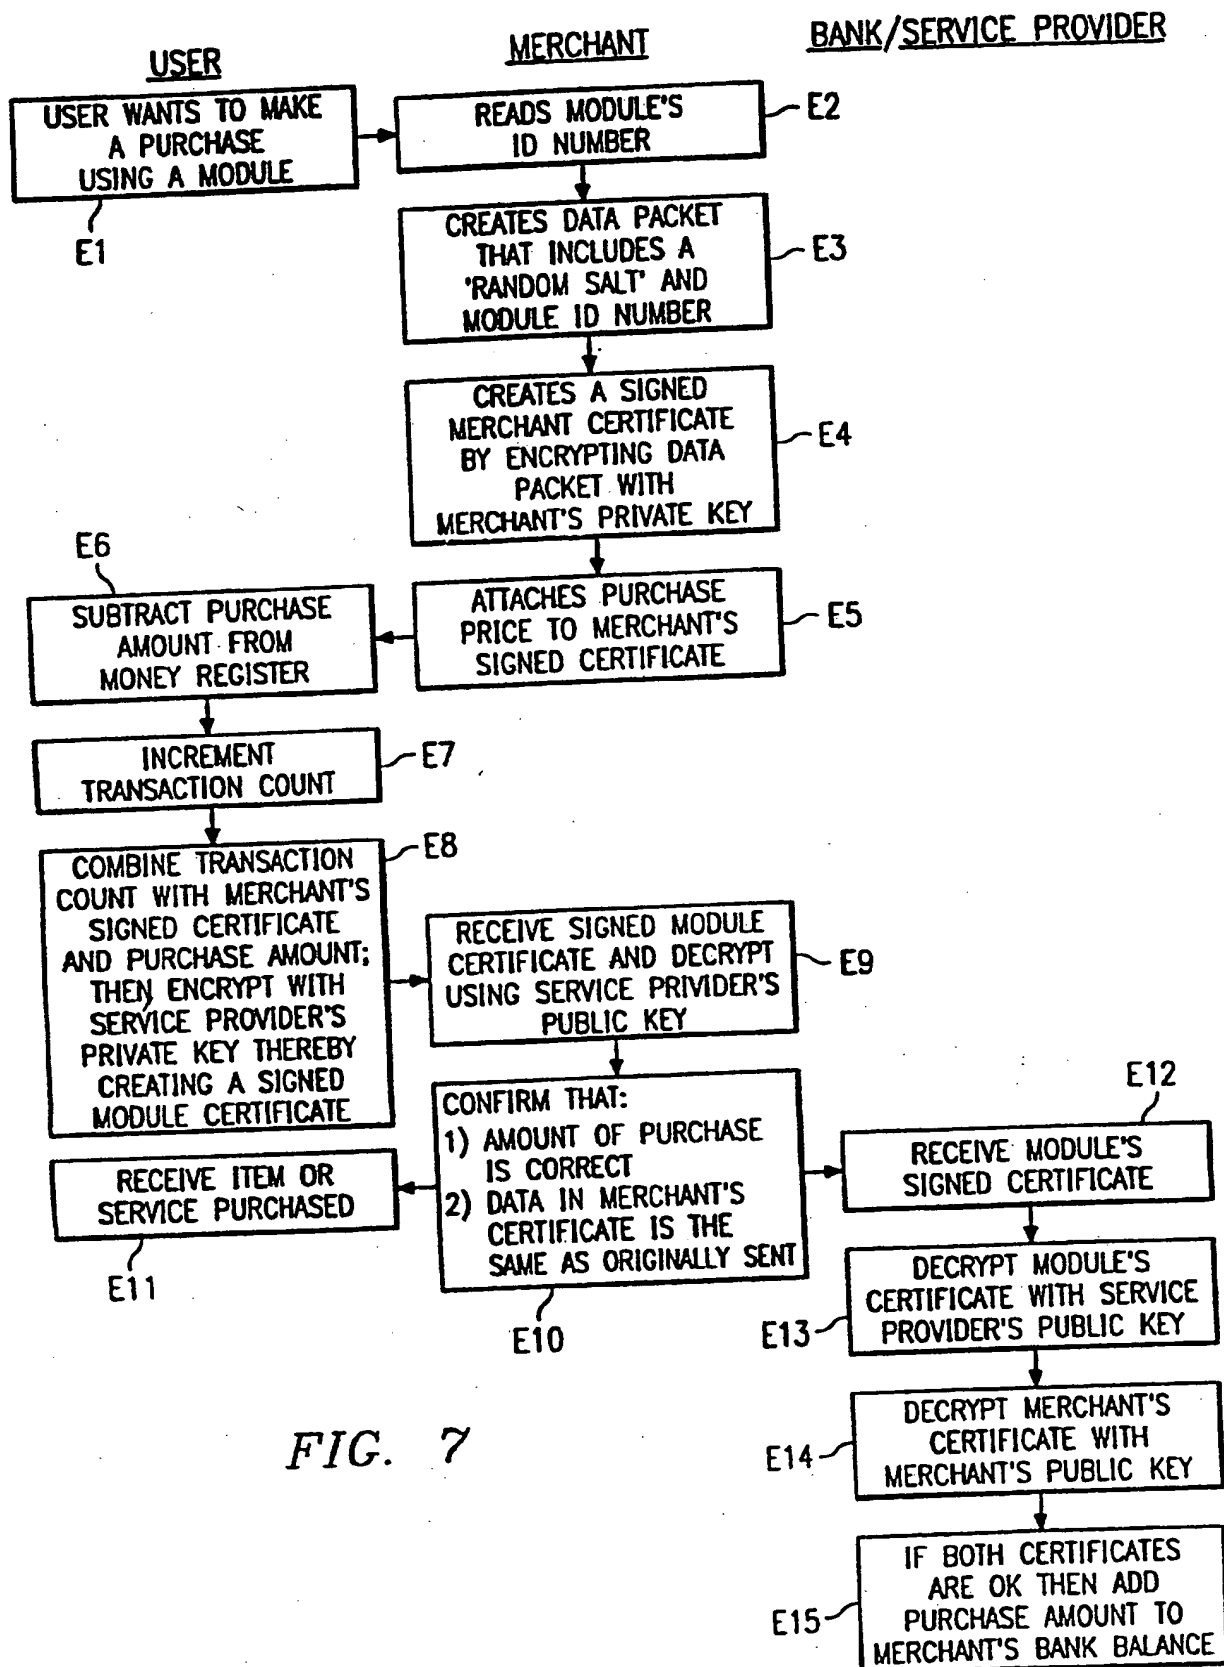 USER
MERCHANT
BANK/SERVICE PROVIDER
USER WANTS TO MAKE
A PURCHASE
USING A MODULE
E1
READS MODULE'S
ID NUMBER
E2
CREATES DATA PACKET
THAT INCLUDES A
'RANDOM SALT' AND
MODULE ID NUMBER
E3
CREATES A SIGNED
MERCHANT CERTIFICATE
BY ENCRYPTING DATA
PACKET WITH
MERCHANT'S PRIVATE KEY
E4
ATTACHES PURCHASE
PRICE TO MERCHANT'S
SIGNED CERTIFICATE
E5
E6
SUBTRACT PURCHASE
AMOUNT FROM
MONEY REGISTER
INCREMENT
TRANSACTION COUNT
E7
COMBINE TRANSACTION
COUNT WITH MERCHANT'S
SIGNED CERTIFICATE
AND PURCHASE AMOUNT;
THEN ENCRYPT WITH
SERVICE PROVIDER'S
PRIVATE KEY THEREBY
CREATING A SIGNED
MODULE CERTIFICATE
E8
RECEIVE SIGNED MODULE
CERTIFICATE AND DECRYPT
USING SERVICE PRIVIDER'S
PUBLIC KEY
E9
CONFIRM THAT:
1) AMOUNT OF PURCHASE
IS CORRECT
2) DATA IN MERCHANT'S
CERTIFICATE IS THE
SAME AS ORIGINALLY SENT
E10
RECEIVE ITEM OR
SERVICE PURCHASED
E11
E12
RECEIVE MODULE'S
SIGNED CERTIFICATE
DECRYPT MODULE'S
CERTIFICATE WITH SERVICE
PROVIDER'S PUBLIC KEY
E13
DECRYPT MERCHANT'S
CERTIFICATE WITH
MERCHANT'S PUBLIC KEY
E14
IF BOTH CERTIFICATES
ARE OK THEN ADD
PURCHASE AMOUNT TO
MERCHANT'S BANK BALANCE
E15
FIG. 7